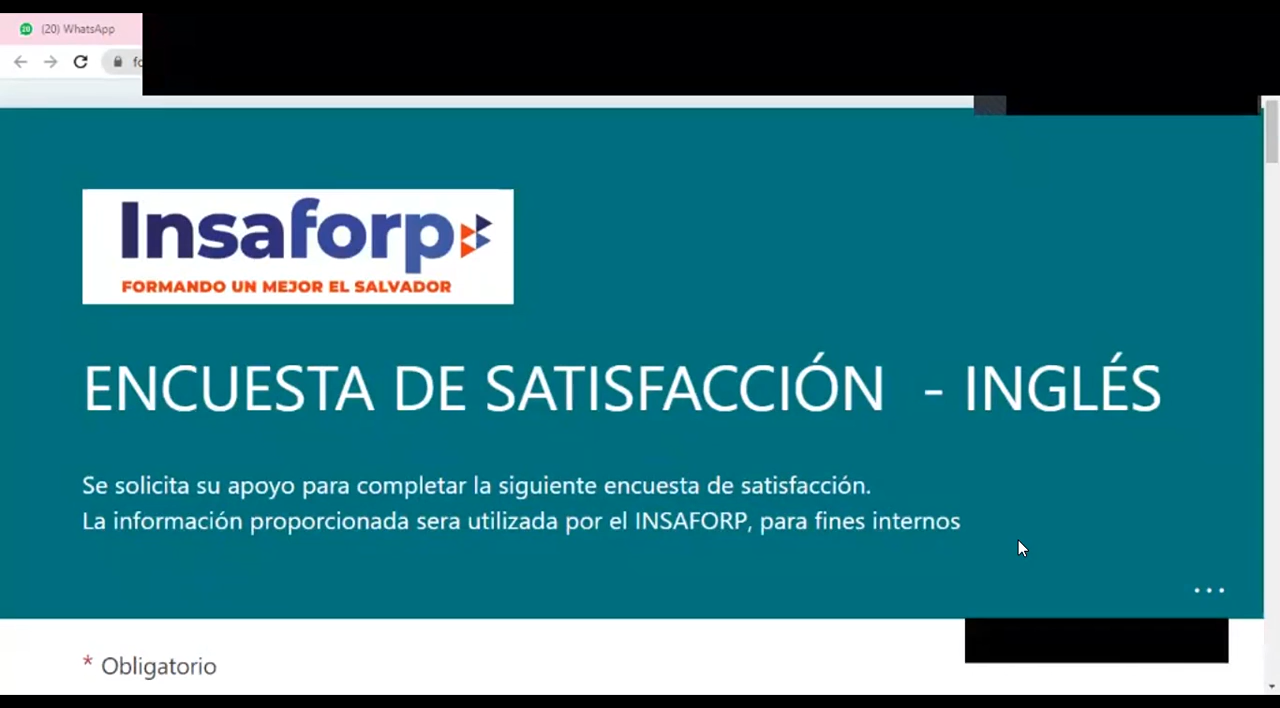 (20) WhatsApp
Insaforp
FORMANDO UN MEJOR EL SALVADOR
ENCUESTA DE SATISFACCIÓN - INGLÉS
Se solicita su apoyo para completar la siguiente encuesta de satisfacción.
La información proporcionada sera utilizada por el INSAFORP, para fines internos
* Obligatorio